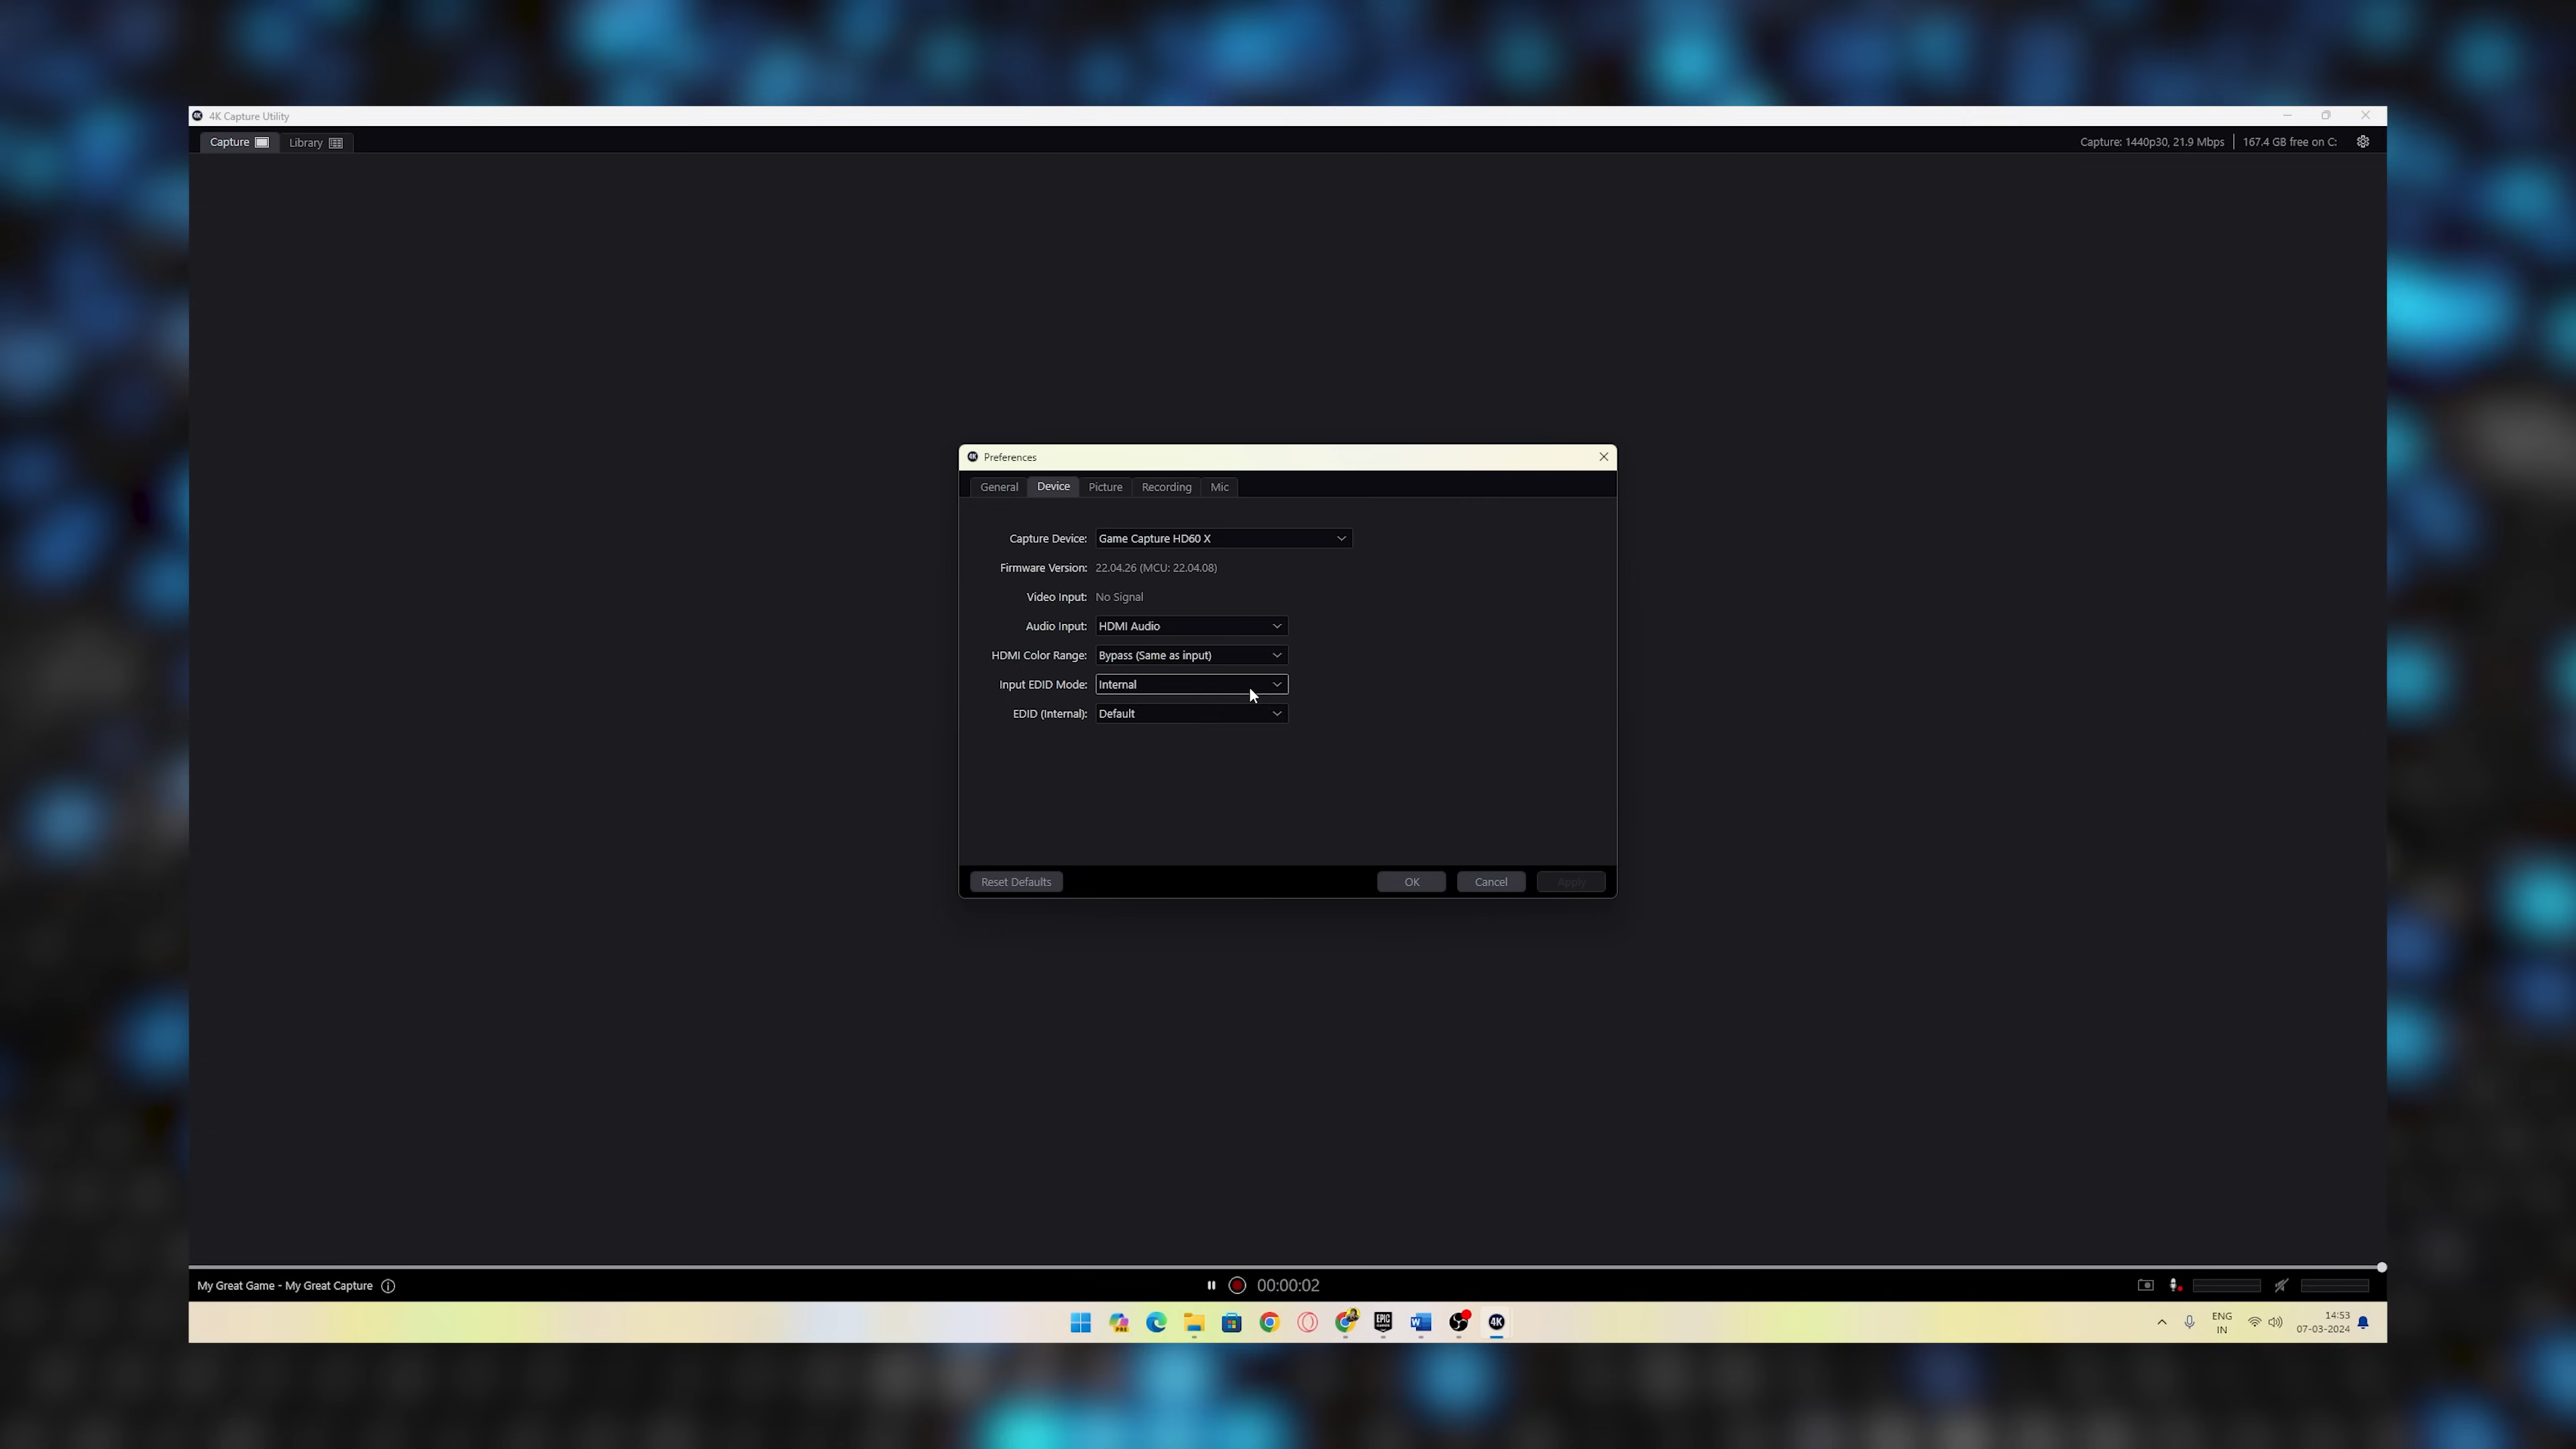 4K Capture Utility
Capture Library Capture: 1440p30, 21.9 Mbps 167.4 GB free on C:
Preferences
General Device Picture Recording Mic
Capture Device: Game Capture HD60 X
Firmware Version: 22.04.26 (MCU: 22.04.08)
Video Input: No Signal
Audio Input: HDMI Audio
HDMI Color Range: Bypass (Same as input)
Input EDID Mode: Internal
EDID (Internal): Default
Reset Defaults OK Cancel Apply
My Great Game - My Great Capture 00:00:02
PRE EPIC GAMES W 4K
ENG 14:53
IN 07-03-2024